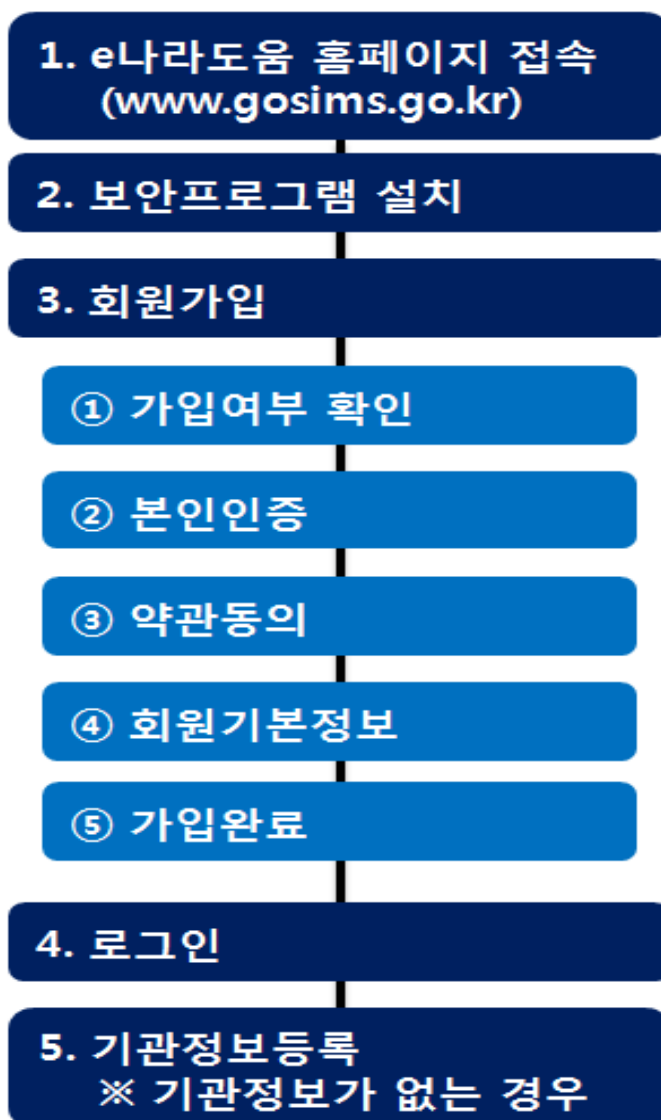 1. e나라도움 홈페이지 접속
(www.gosims.go.kr)
2. 보안프로그램 설치
3. 회원가입
① 가입여부 확인
② 본인인증
③ 약관동의
④ 회원기본정보
⑤ 가입완료
4. 로그인
5. 기관정보등록
※ 기관정보가 없는 경우